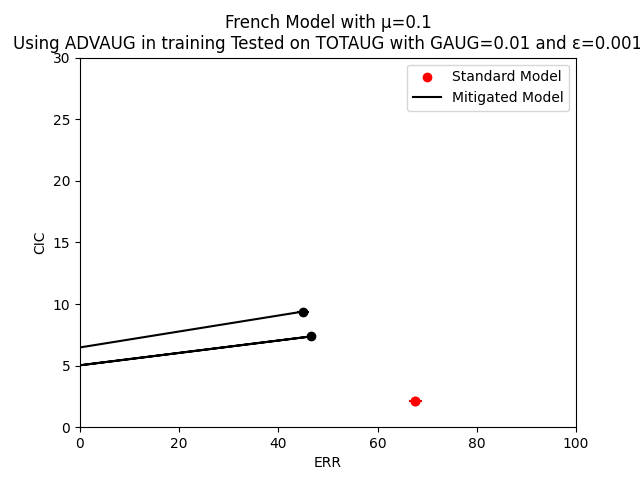 French Model with μ=0.1
Using ADVAUG in training Tested on TOTAUG with GAUG=0.01 and ε=0.001
Standard Model
Mitigated Model
30
25
20
15
10
5
0
CIC
0 20 40 60 80 100
ERR